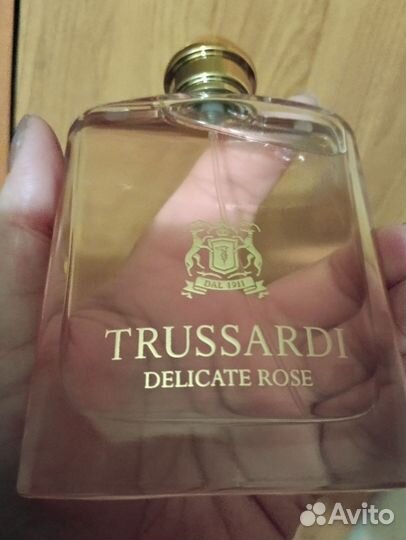 DAL 1911
TRUSSARDI
DELICATE ROSE
Avito